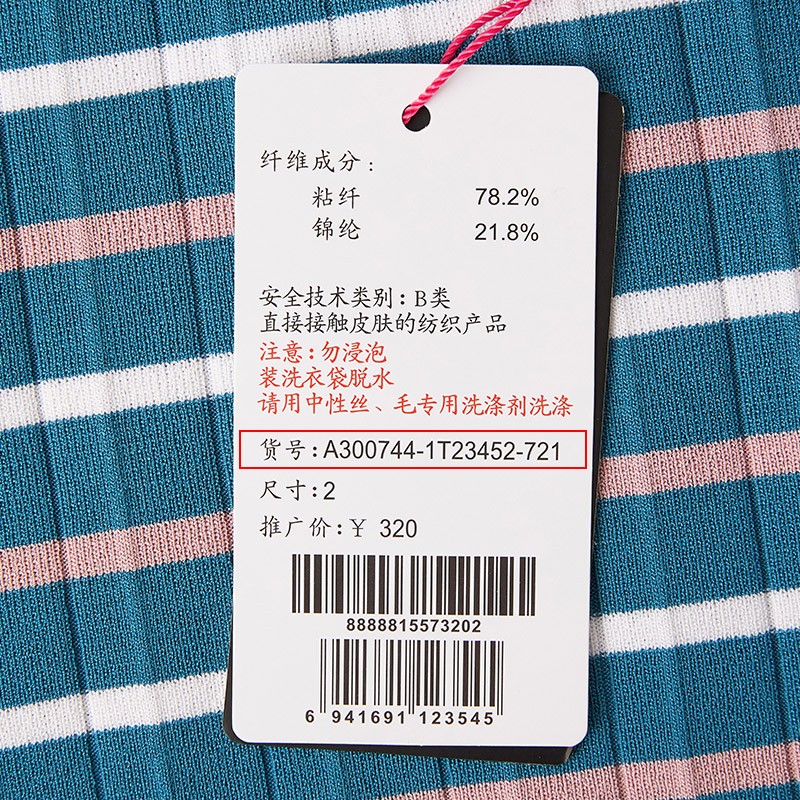 纤维成分:
粘纤 78.2%
锦纶 21.8%
安全技术类别:B类
直接接触皮肤的纺织产品
注意:勿浸泡
装洗衣袋脱水
请用中性丝、毛专用洗涤剂洗涤
货号:A300744-1T23452-721
尺寸:2
推广价:¥ 320
8888815573202
6 941691 123545